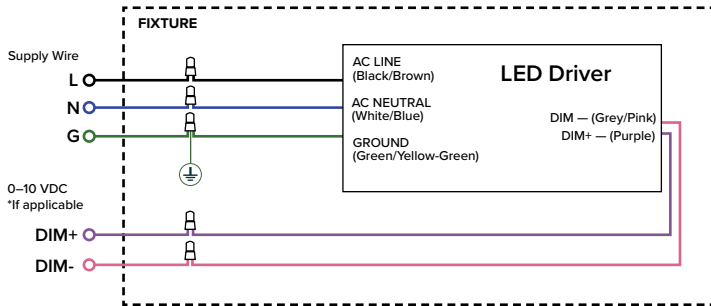 FIXTURE
Supply Wire
L
N
G
AC LINE
(Black/Brown)
AC NEUTRAL
(White/Blue)
GROUND
(Green/Yellow-Green)
LED Driver
DIM — (Grey/Pink)
DIM+ — (Purple)
0–10 VDC
*If applicable
DIM+
DIM-